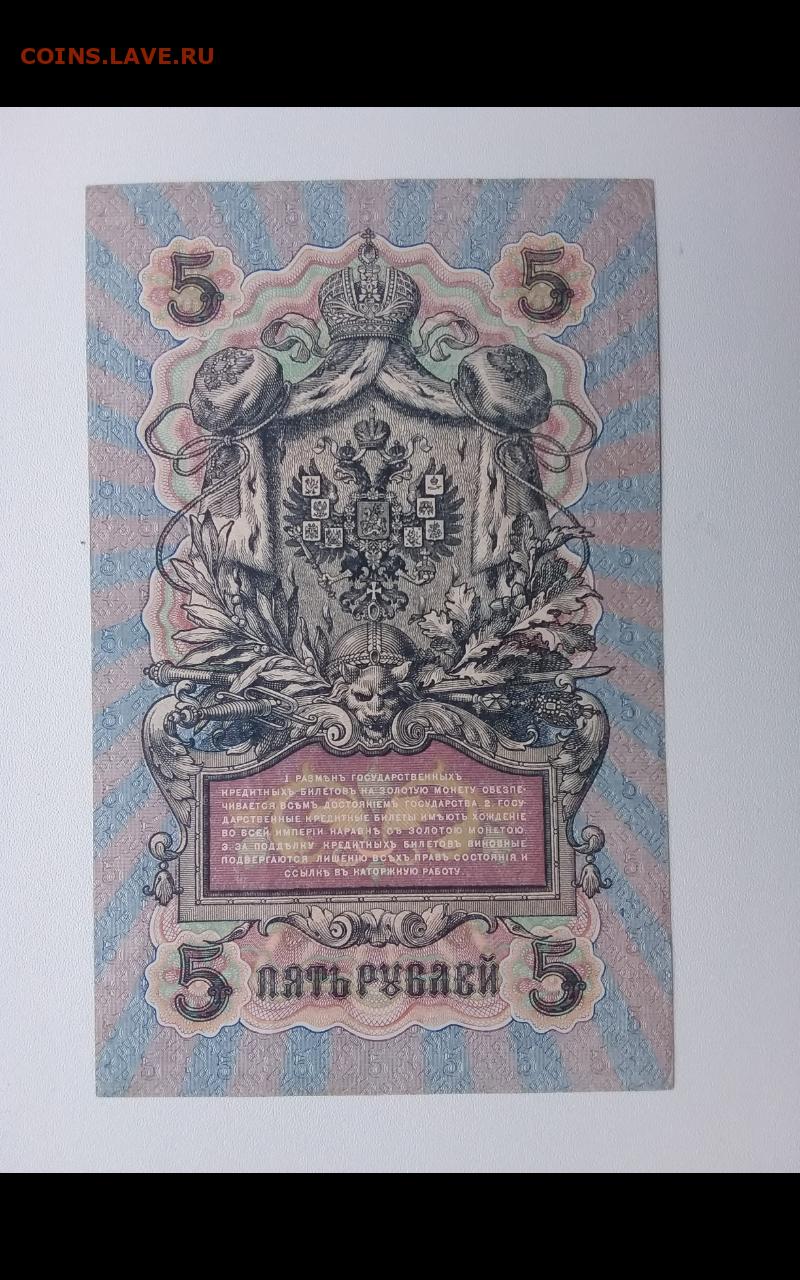 COINS.LAVE.RU
5 5
1. РАЗМѢНЪ ГОСУДАРСТВЕННЫХЪ
КРЕДИТНЫХЪ БИЛЕТОВЪ НА ЗОЛОТУЮ МОНЕТУ ОБЕЗПЕ-
ЧИВАЕТСЯ ВСѢМЪ ДОСТОЯНІЕМЪ ГОСУДАРСТВА. 2. ГОСУ-
ДАРСТВЕННЫЕ КРЕДИТНЫЕ БИЛЕТЫ ИМѢЮТЪ ХОЖДЕНІЕ
ВО ВСЕЙ ИМПЕРІИ НАРАВНѢ СЪ ЗОЛОТОЮ МОНЕТОЮ.
3. ЗА ПОДДѢЛКУ КРЕДИТНЫХЪ БИЛЕТОВЪ ВИНОВНЫЕ
ПОДВЕРГАЮТСЯ ЛИШЕНІЮ ВСѢХЪ ПРАВЪ СОСТОЯНІЯ И
ССЫЛКѢ ВЪ КАТОРЖНУЮ РАБОТУ.
5 ПЯТЬ РУБЛЕЙ 5